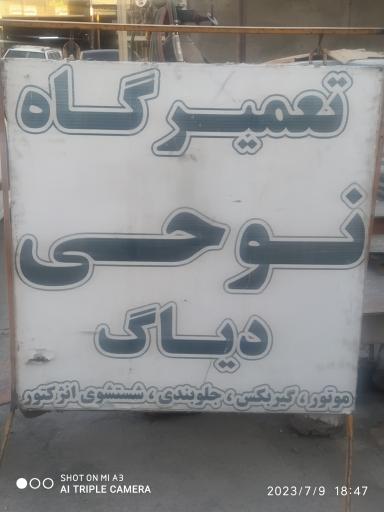 تعمیرگاه
نوحی
دیاگ
موتور، گیربکس، جلوبندی، شستشوی انژکتور
SHOT ON MI A3
AI TRIPLE CAMERA
2023/7/9 18:47